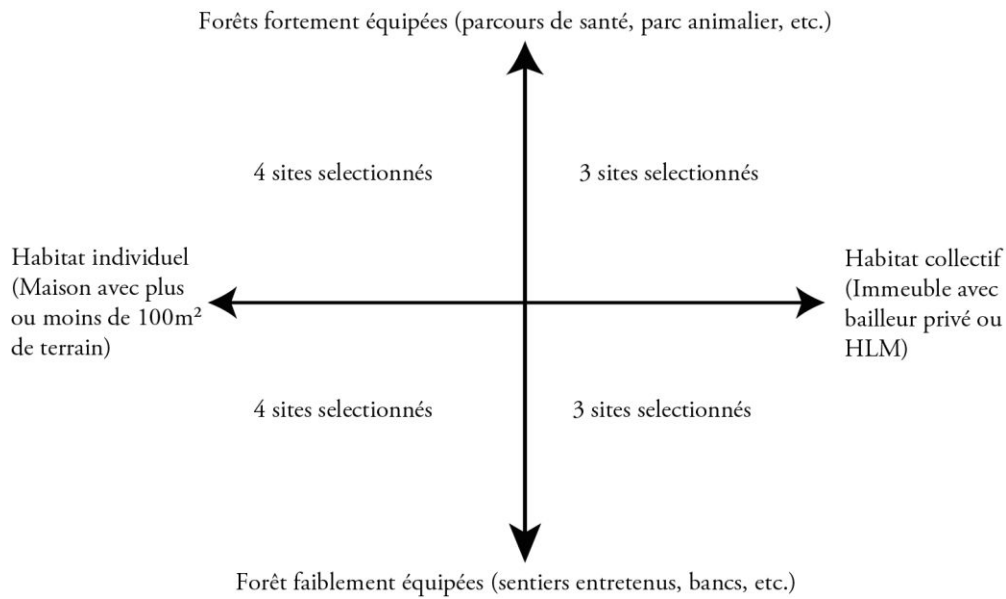 Forêts fortement équipées (parcours de santé, parc animalier, etc.)
4 sites selectionnés
3 sites selectionnés
Habitat individuel
(Maison avec plus
ou moins de 100m²
de terrain)
Habitat collectif
(Immeuble avec
bailleur privé ou
HLM)
4 sites selectionnés
3 sites selectionnés
Forêt faiblement équipées (sentiers entretenus, bancs, etc.)